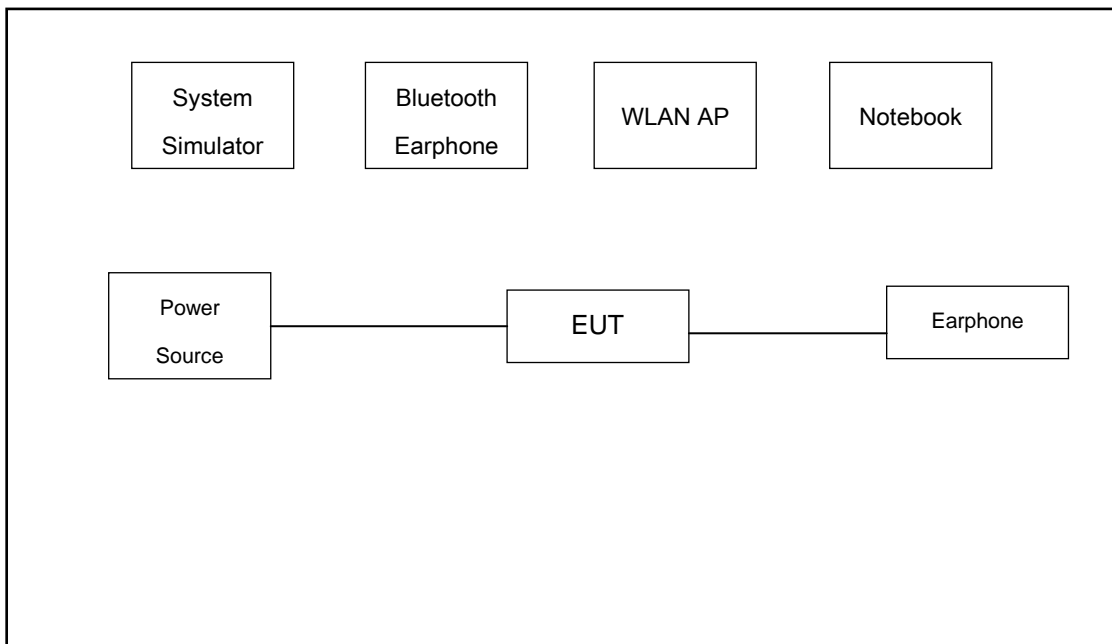 System
Simulator
Bluetooth
Earphone
WLAN AP
Notebook
Power
Source
EUT
Earphone